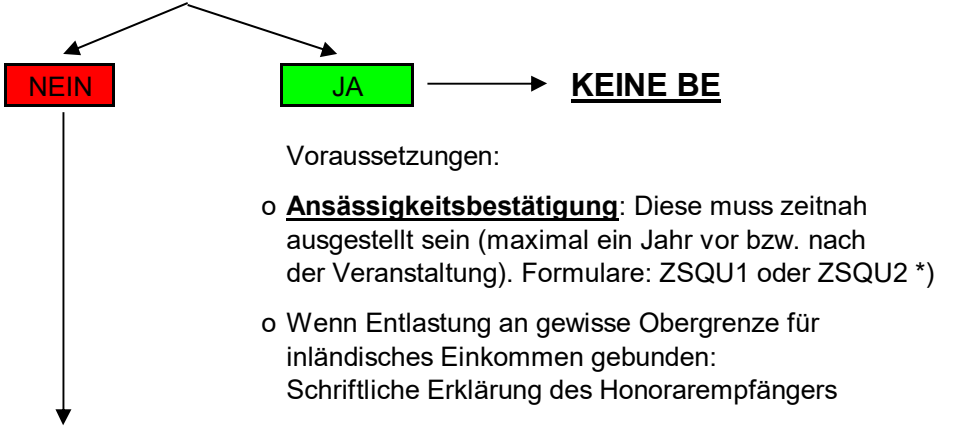 NEIN JA KEINE BE
Voraussetzungen:
o Ansässigkeitsbestätigung: Diese muss zeitnah
ausgestellt sein (maximal ein Jahr vor bzw. nach
der Veranstaltung). Formulare: ZSQU1 oder ZSQU2 *)
o Wenn Entlastung an gewisse Obergrenze für
inländisches Einkommen gebunden:
Schriftliche Erklärung des Honorarempfängers